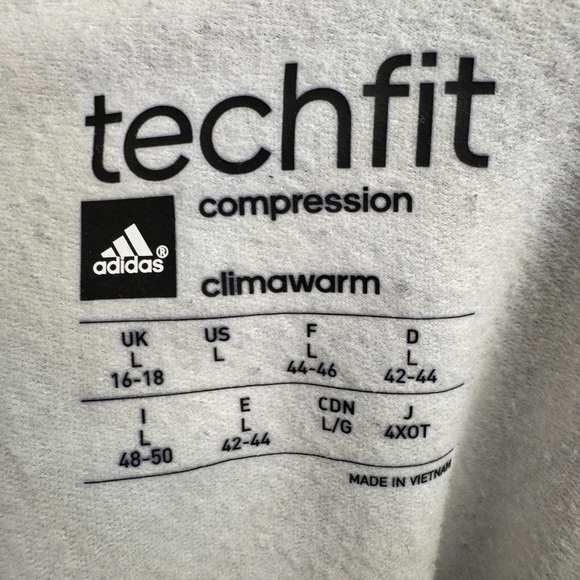 techfit
compression
adidas®
climawarm
UK US F D
L L L L
16-18 44-46 42-44
I E CDN J
L L L/G 4XOT
48-50 42-44
MADE IN VIETNAM